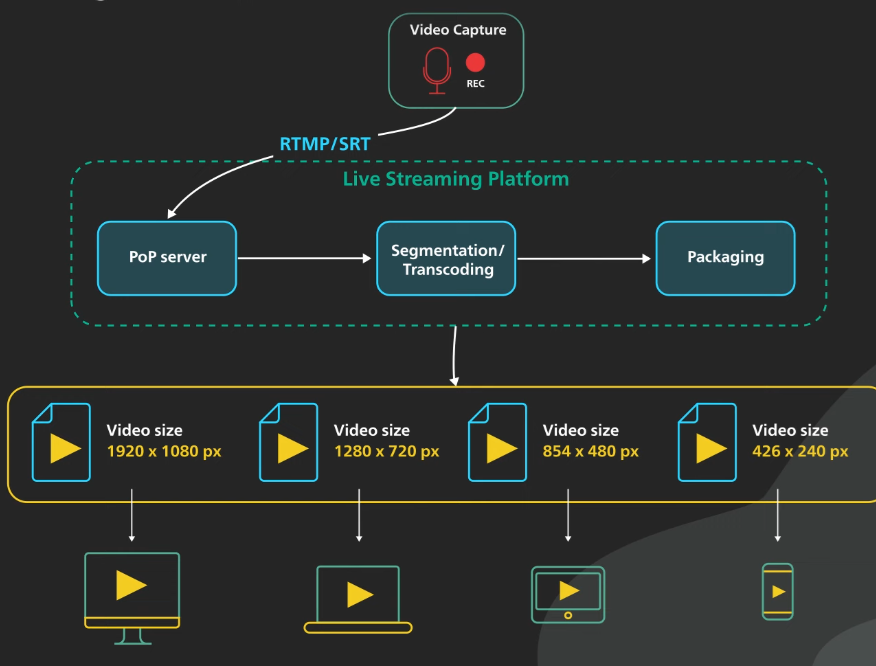 Video Capture
REC
RTMP/SRT
Live Streaming Platform
PoP server
Segmentation/
Transcoding
Packaging
Video size
1920 x 1080 px
Video size
1280 x 720 px
Video size
854 x 480 px
Video size
426 x 240 px